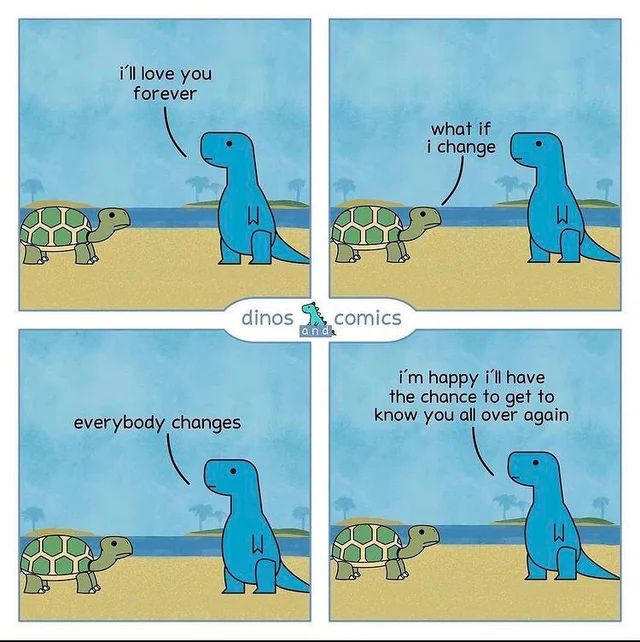 i'll love you
forever
what if
i change
dinos and comics
everybody changes
i'm happy i'll have
the chance to get to
know you all over again